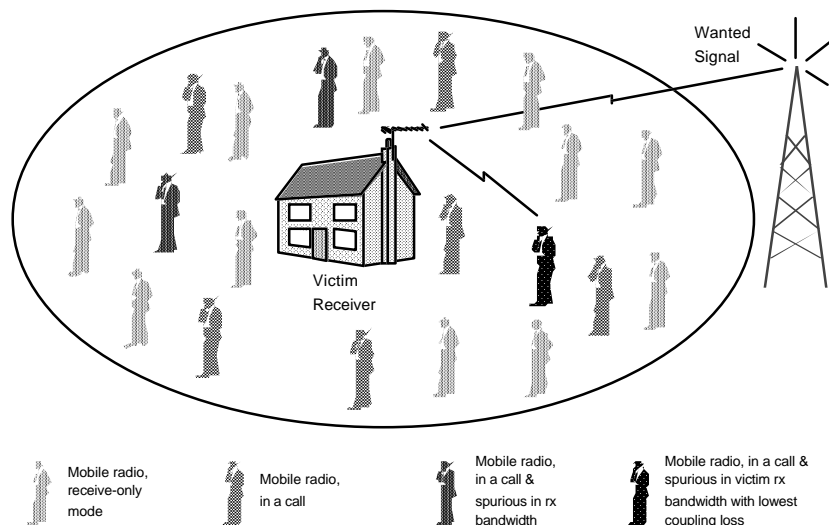 Wanted
Signal
Victim
Receiver
Mobile radio,
receive-only
mode
Mobile radio,
in a call
Mobile radio,
in a call &
spurious in rx
bandwidth
Mobile radio, in a call &
spurious in victim rx
bandwidth with lowest
coupling loss